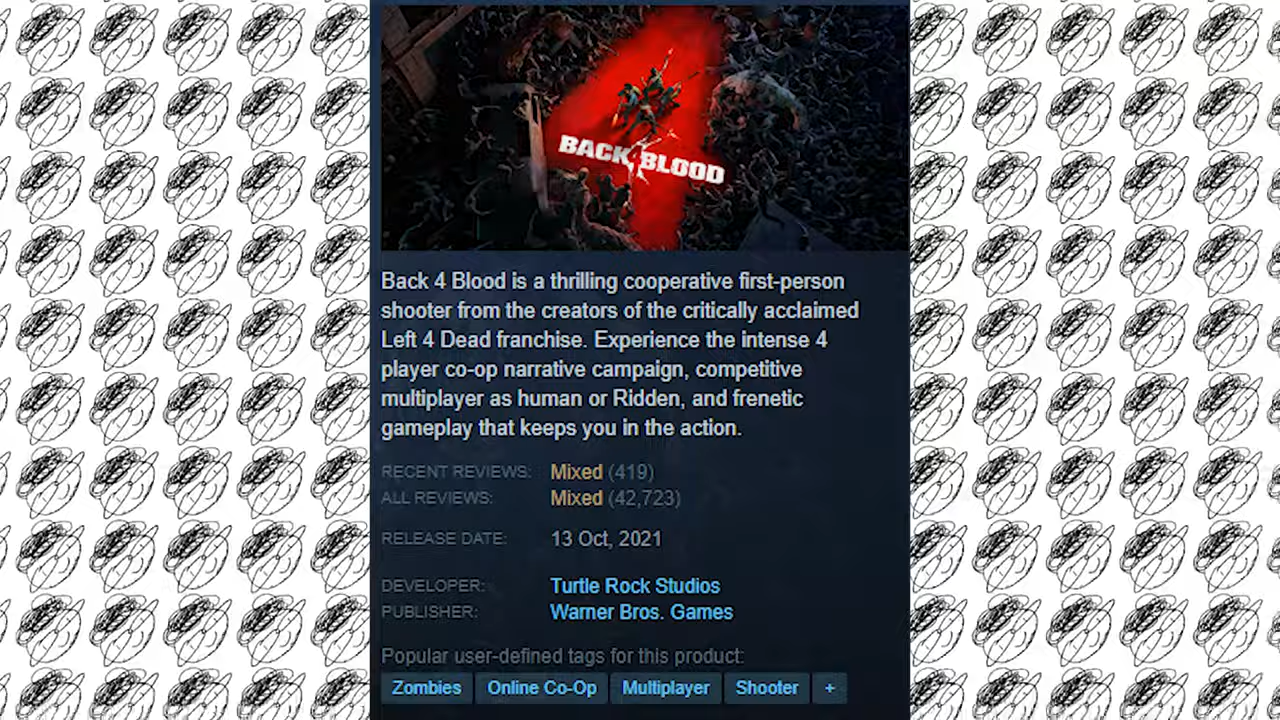 BACK 4 BLOOD
Back 4 Blood is a thrilling cooperative first-person
shooter from the creators of the critically acclaimed
Left 4 Dead franchise. Experience the intense 4
player co-op narrative campaign, competitive
multiplayer as human or Ridden, and frenetic
gameplay that keeps you in the action.
RECENT REVIEWS: Mixed (419)
ALL REVIEWS: Mixed (42,723)
RELEASE DATE: 13 Oct, 2021
DEVELOPER: Turtle Rock Studios
PUBLISHER: Warner Bros. Games
Popular user-defined tags for this product:
Zombies Online Co-Op Multiplayer Shooter +